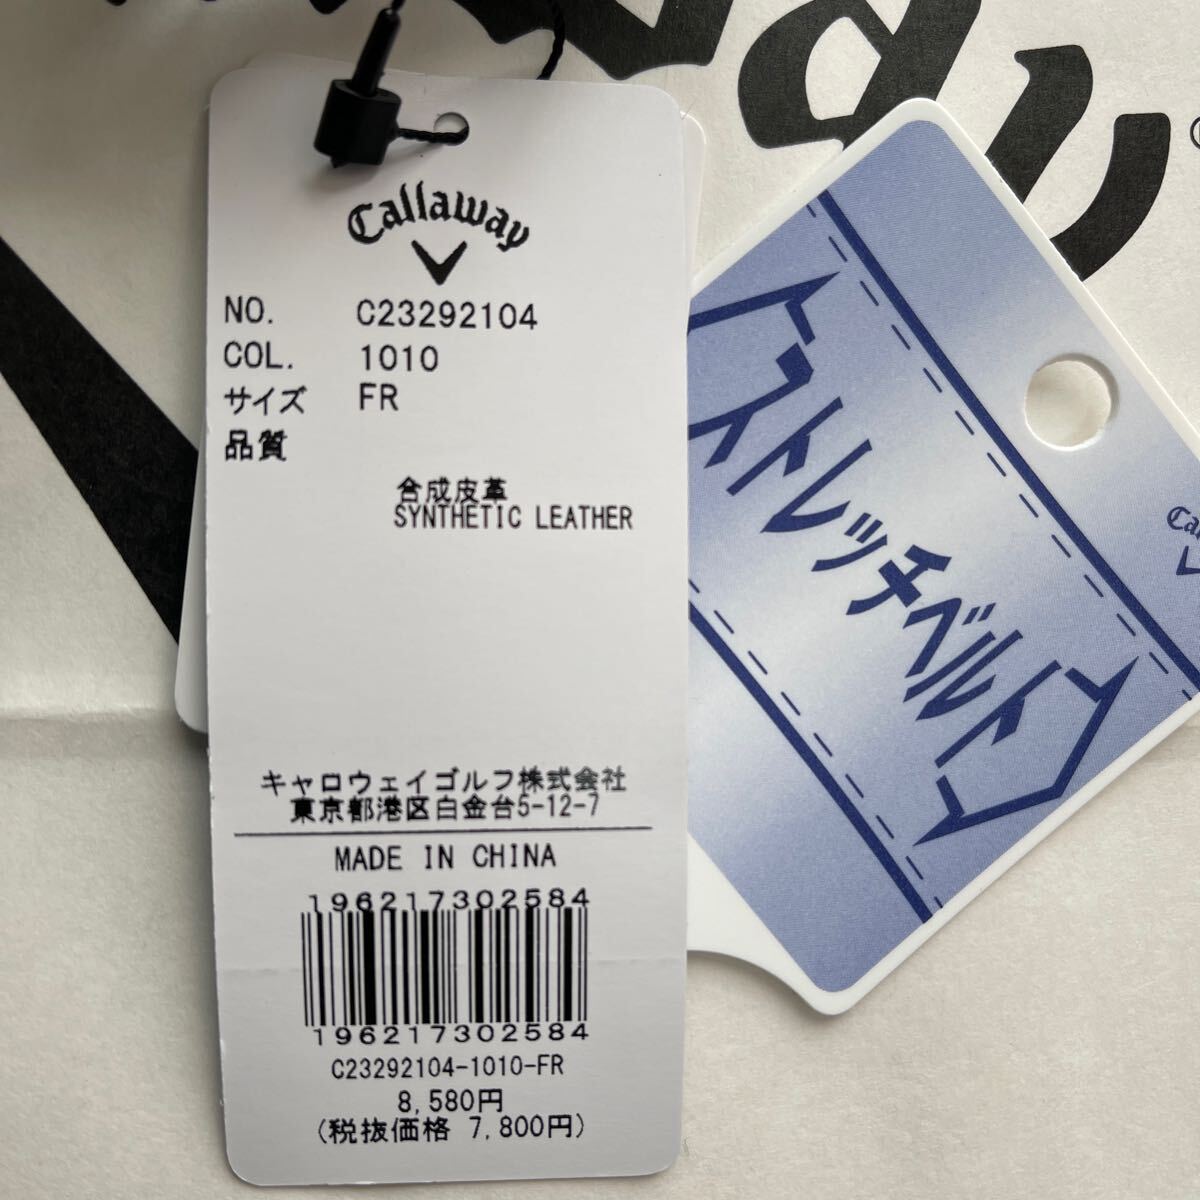 Callaway
NO. C23292104
COL. 1010
サイズ FR
品質
合成皮革
SYNTHETIC LEATHER
キャロウェイゴルフ株式会社
東京都港区白金台5-12-7
MADE IN CHINA
196217302584
196217302584
C23292104-1010-FR
8,580円
(税抜価格 7,800円)
ストレッチベルト